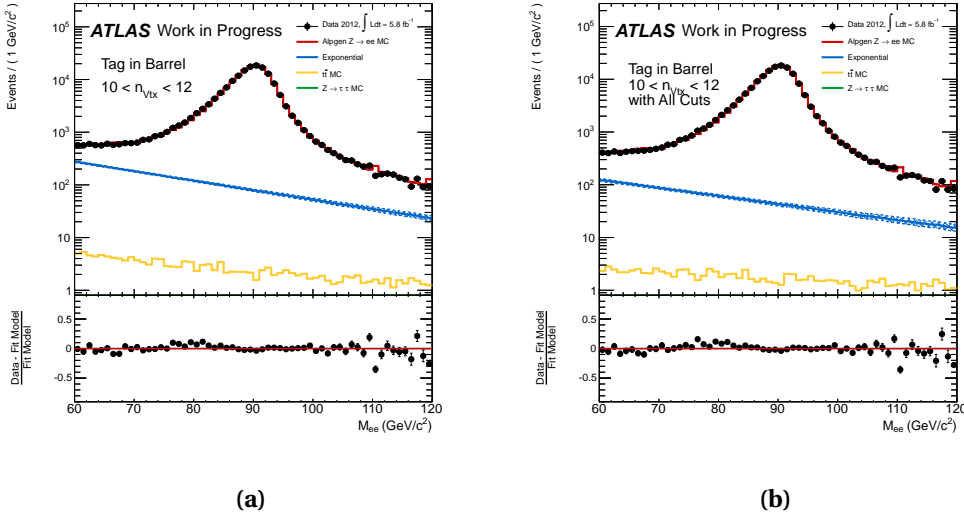 Events / ( 1 GeV/c²)
10⁵
10⁴
10³
10²
10
1
ATLAS Work in Progress
Tag in Barrel
10 < n_Vtx < 12
Data 2012, ∫ Ldt = 5.8 fb⁻¹
Alpgen Z → ee MC
Exponential
tt̄ MC
Z → τ τ MC
Data - Fit Model
Fit Model
0.5
0
-0.5
60 70 80 90 100 110 120
M_ee (GeV/c²)
(a)
Events / ( 1 GeV/c²)
10⁵
10⁴
10³
10²
10
1
ATLAS Work in Progress
Tag in Barrel
10 < n_Vtx < 12
with All Cuts
Data 2012, ∫ Ldt = 5.8 fb⁻¹
Alpgen Z → ee MC
Exponential
tt̄ MC
Z → τ τ MC
Data - Fit Model
Fit Model
0.5
0
-0.5
60 70 80 90 100 110 120
M_ee (GeV/c²)
(b)